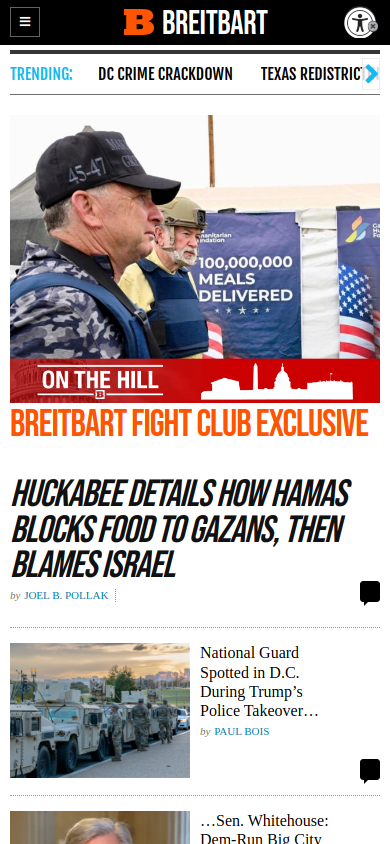 BREITBART
TRENDING: DC CRIME CRACKDOWN TEXAS REDISTRICT
45-47
100,000,000
MEALS
DELIVERED
ON THE HILL
BREITBART FIGHT CLUB EXCLUSIVE
HUCKABEE DETAILS HOW HAMAS
BLOCKS FOOD TO GAZANS, THEN
BLAMES ISRAEL
by JOEL B. POLLAK
National Guard
Spotted in D.C.
During Trump’s
Police Takeover…
by PAUL BOIS
…Sen. Whitehouse:
Dem-Run Big City